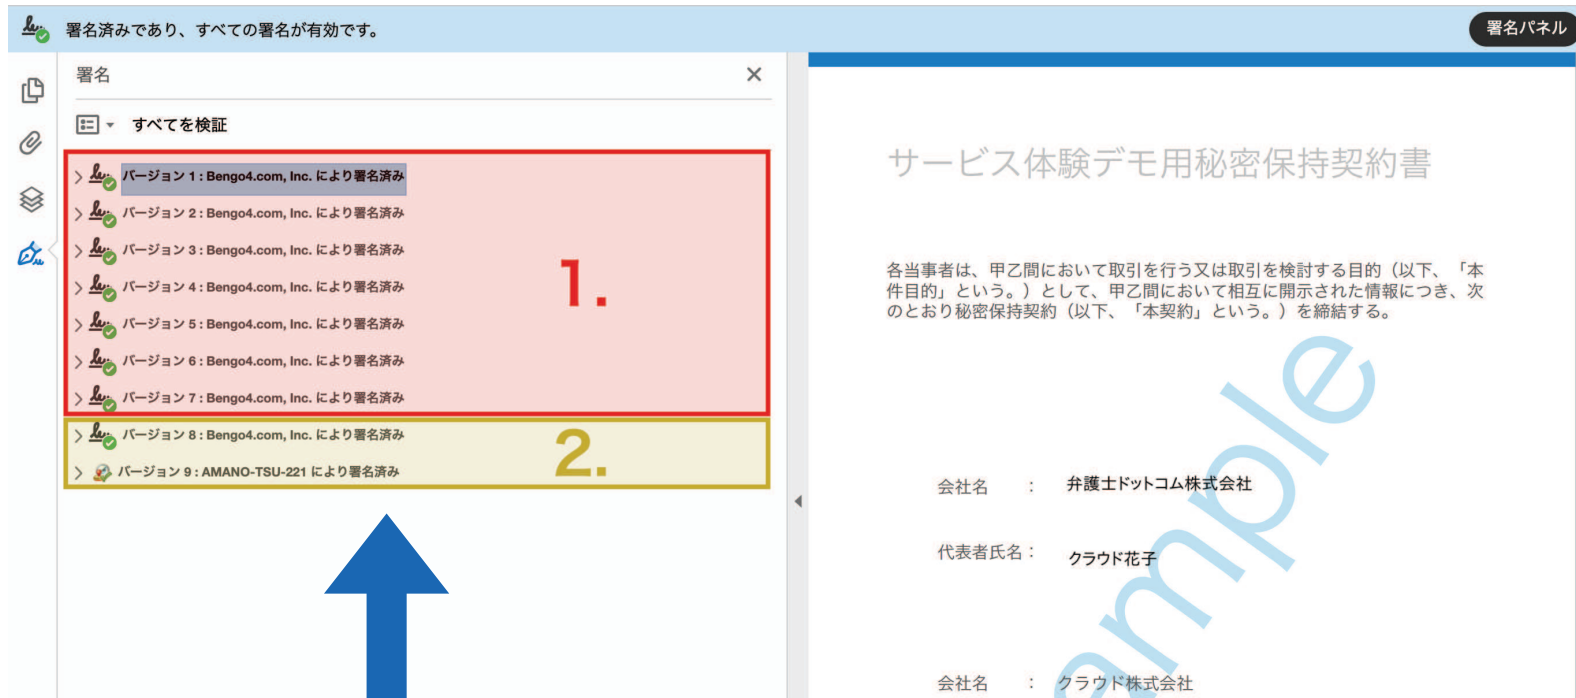 署名済みであり、すべての署名が有効です。
署名パネル
署名
すべてを検証
バージョン 1 : Bengo4.com, Inc. により署名済み
バージョン 2 : Bengo4.com, Inc. により署名済み
バージョン 3 : Bengo4.com, Inc. により署名済み
バージョン 4 : Bengo4.com, Inc. により署名済み
バージョン 5 : Bengo4.com, Inc. により署名済み
バージョン 6 : Bengo4.com, Inc. により署名済み
バージョン 7 : Bengo4.com, Inc. により署名済み
1.
バージョン 8 : Bengo4.com, Inc. により署名済み
バージョン 9 : AMANO-TSU-221 により署名済み
2.
サービス体験デモ用秘密保持契約書
各当事者は、甲乙間において取引を行う又は取引を検討する目的（以下、「本
件目的」という。）として、甲乙間において相互に開示された情報につき、次
のとおり秘密保持契約（以下、「本契約」という。）を締結する。
会社名 ： 弁護士ドットコム株式会社
代表者氏名： クラウド花子
会社名 ： クラウド株式会社
ample